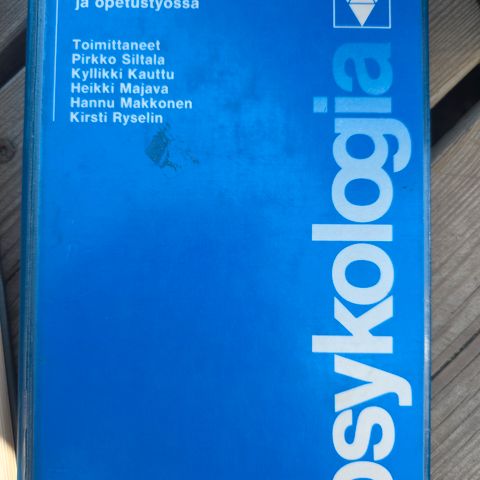 ja opetustyössä
Toimittaneet
Pirkko Siltala
Kyllikki Kauttu
Heikki Majava
Hannu Makkonen
Kirsti Ryselin
psykologia